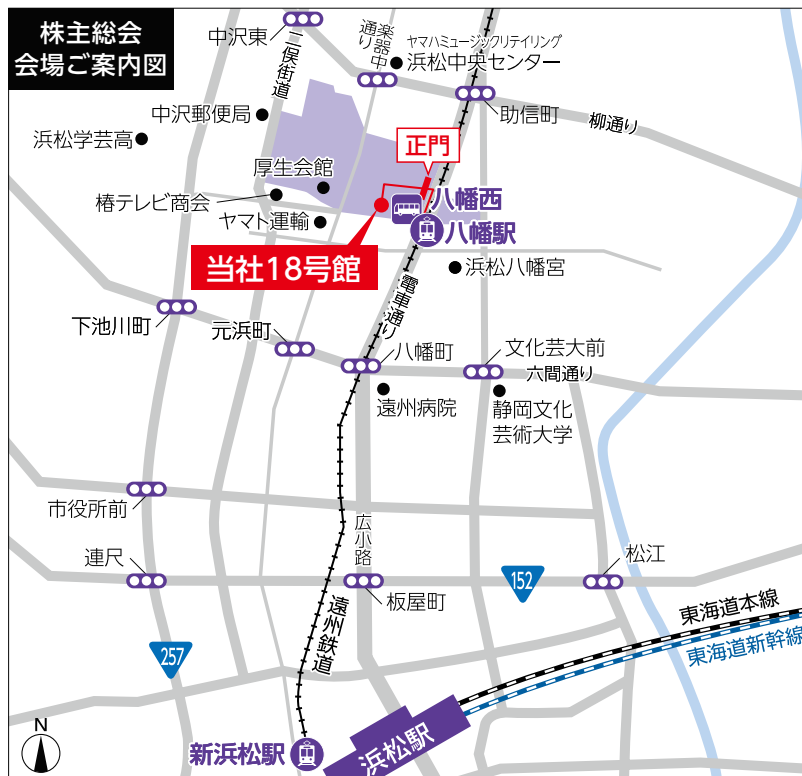 株主総会
会場ご案内図
中沢東
二俣街道
楽器中
通り
ヤマハミュージックリテイリング
浜松中央センター
助信町
柳通り
中沢郵便局
浜松学芸高
正門
厚生会館
椿テレビ商会
ヤマト運輸
八幡西
八幡駅
当社18号館
浜松八幡宮
電車通り
下池川町
元浜町
八幡町
文化芸大前
六間通り
遠州病院
静岡文化
芸術大学
市役所前
広小路
連尺
松江
板屋町
152
遠州鉄道
257
東海道本線
東海道新幹線
N
新浜松駅
浜松駅